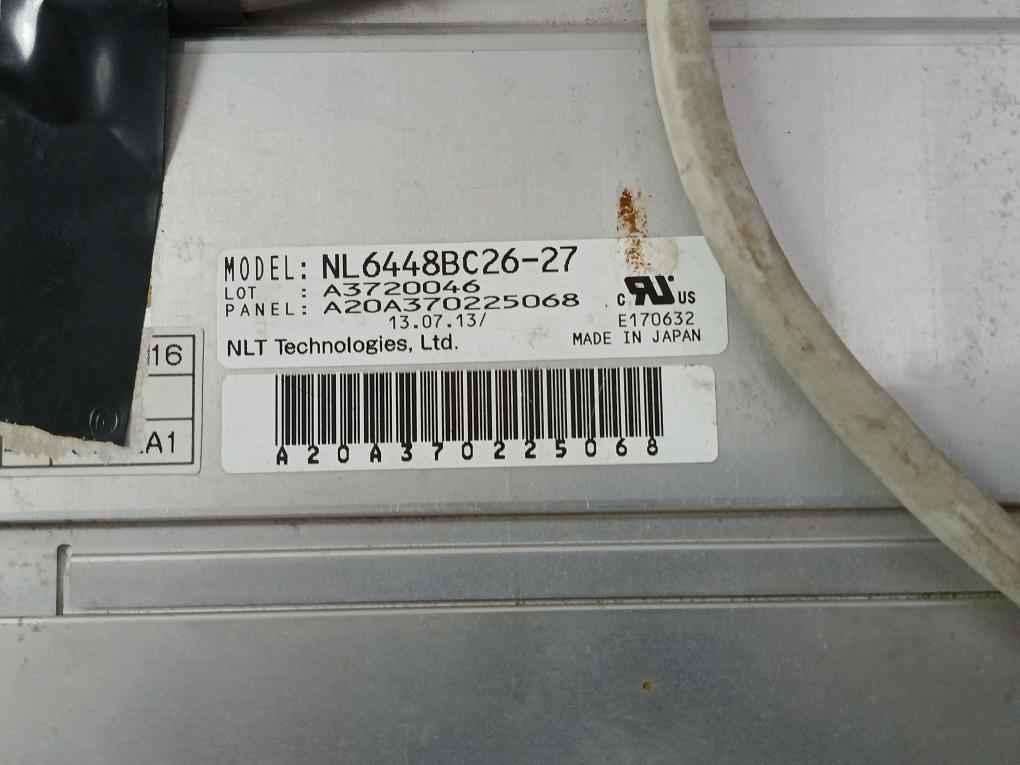 MODEL: NL6448BC26-27
LOT : A3720046
PANEL: A20A370225068
13.07.13/
NLT Technologies, Ltd.
c RU US
E170632
MADE IN JAPAN
A20A370225068
16
A1